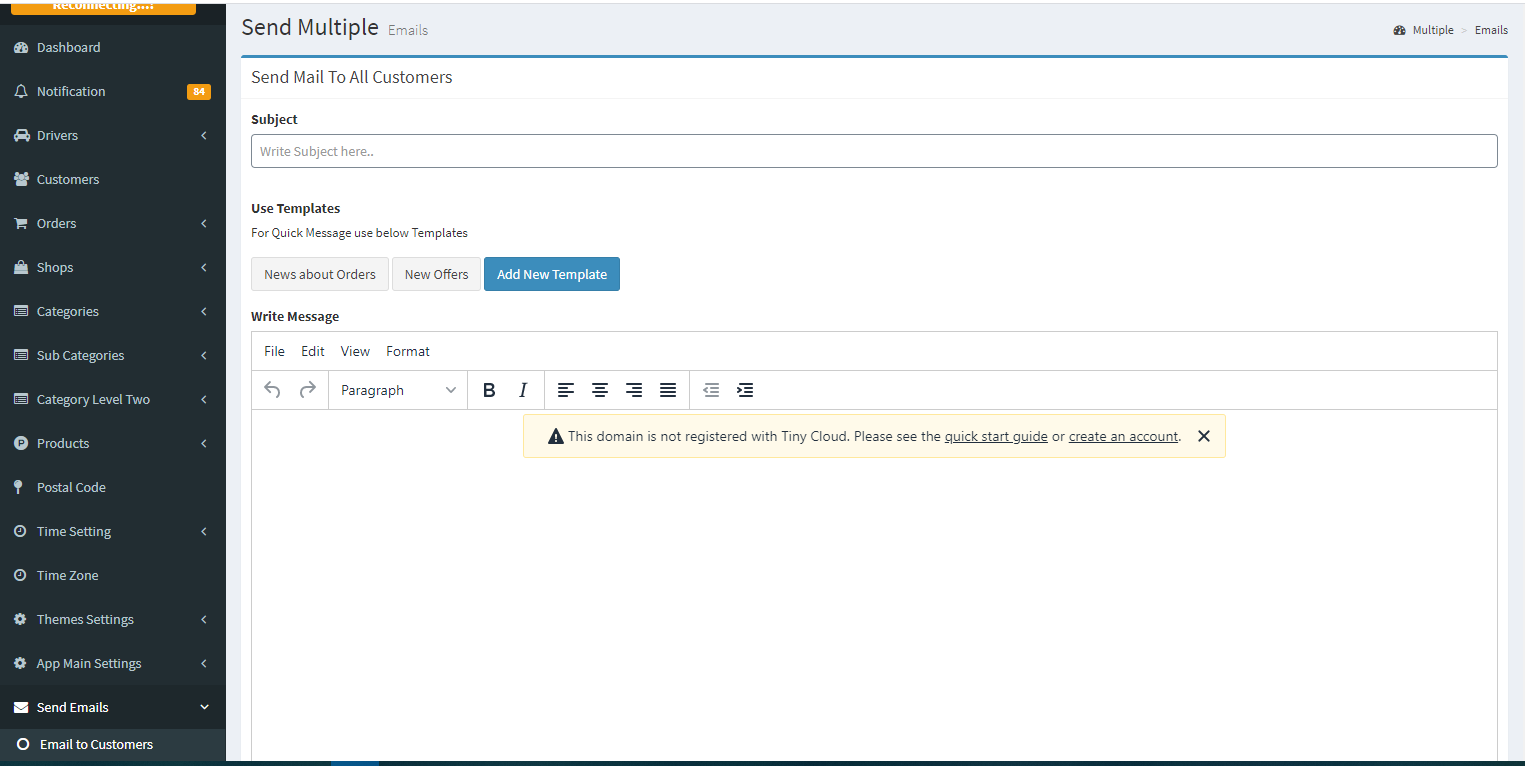 Reconnecting....
Dashboard
Notification 84
Drivers
Customers
Orders
Shops
Categories
Sub Categories
Category Level Two
Products
Postal Code
Time Setting
Time Zone
Themes Settings
App Main Settings
Send Emails
Email to Customers
Send Multiple Emails
Multiple > Emails
Send Mail To All Customers
Subject
Write Subject here..
Use Templates
For Quick Message use below Templates
News about Orders New Offers Add New Template
Write Message
File Edit View Format
Paragraph B I
This domain is not registered with Tiny Cloud. Please see the quick start guide or create an account.